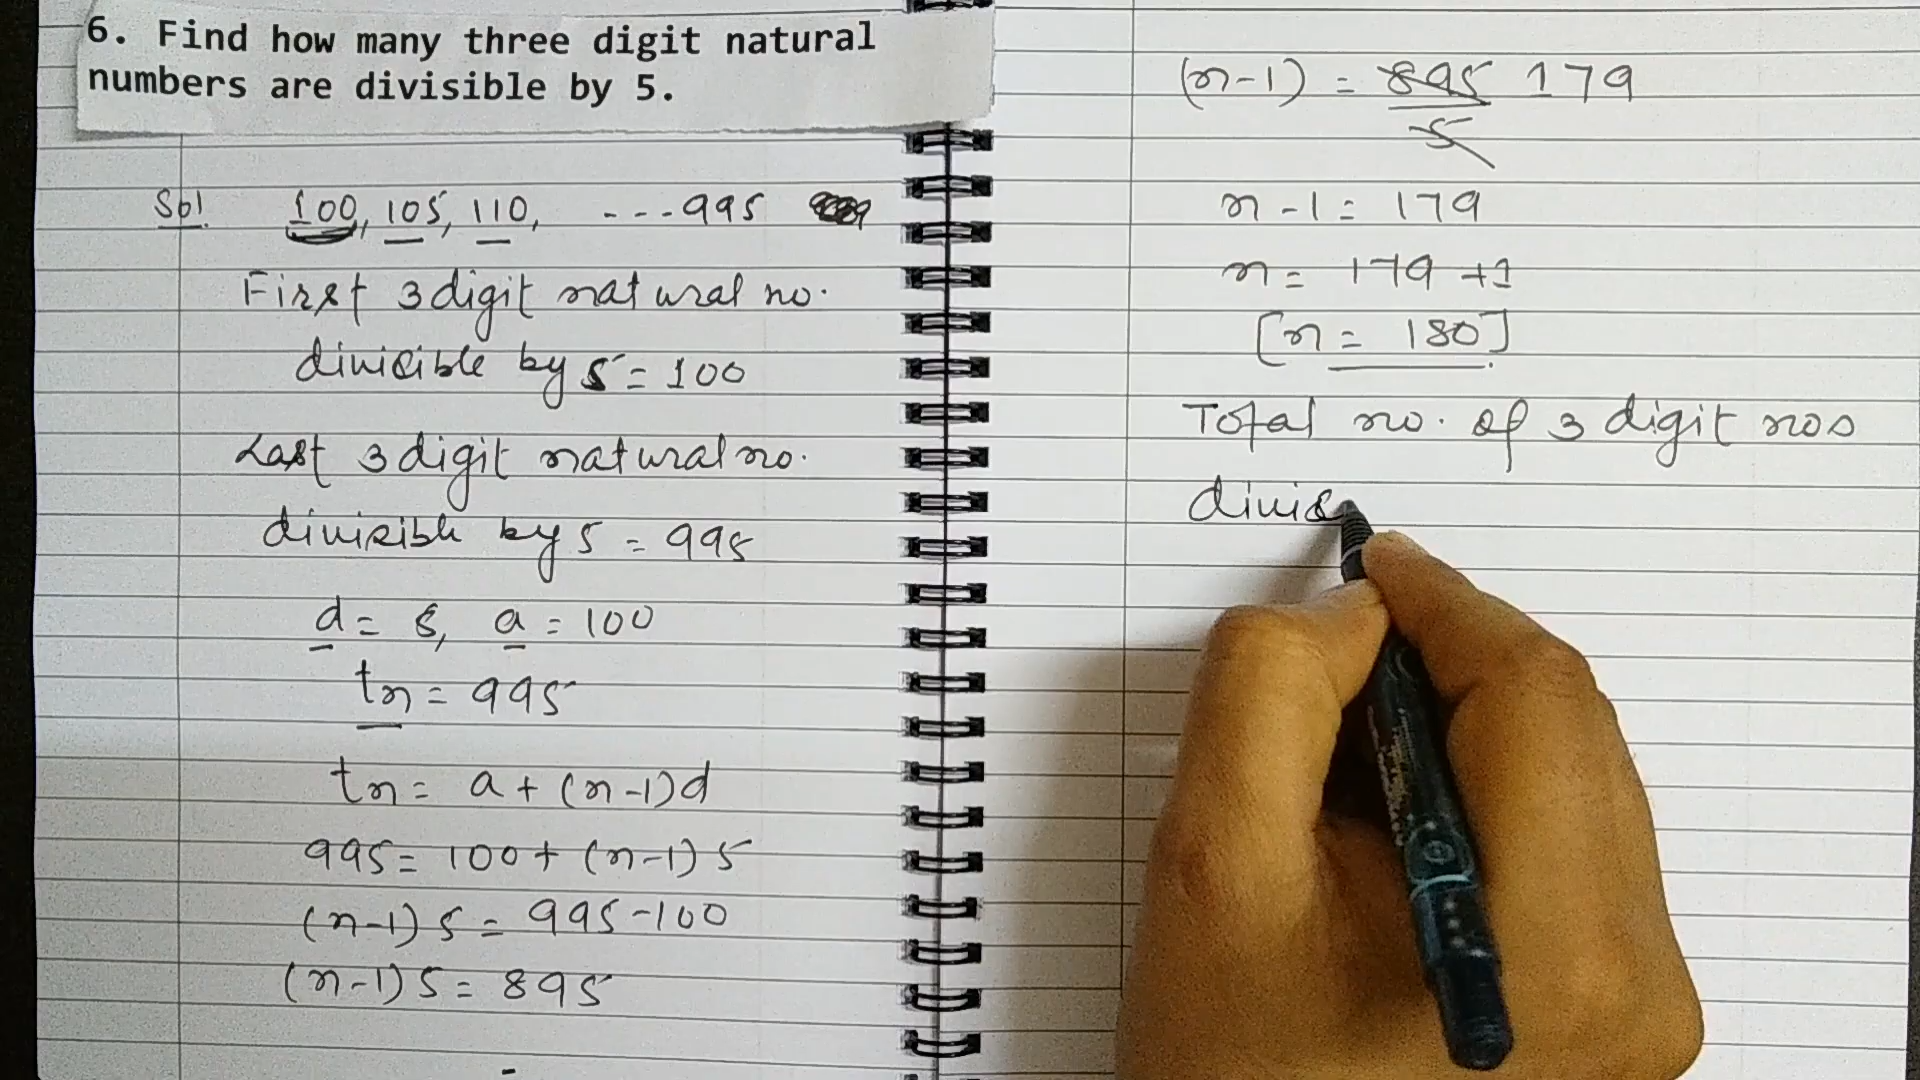 6. Find how many three digit natural
numbers are divisible by 5.
Sol. 100, 105, 110, ---995
First 3 digit natural no.
divisible by 5 = 100
Last 3 digit natural no.
divisible by 5 = 995
d = 5, a = 100
tn = 995
tn = a + (n-1)d
995 = 100 + (n-1) 5
(n-1) 5 = 995-100
(n-1) 5 = 895
(n-1) = 895/5 179
n-1 = 179
n = 179 +1
[n = 180]
Total no. of 3 digit nos
divis